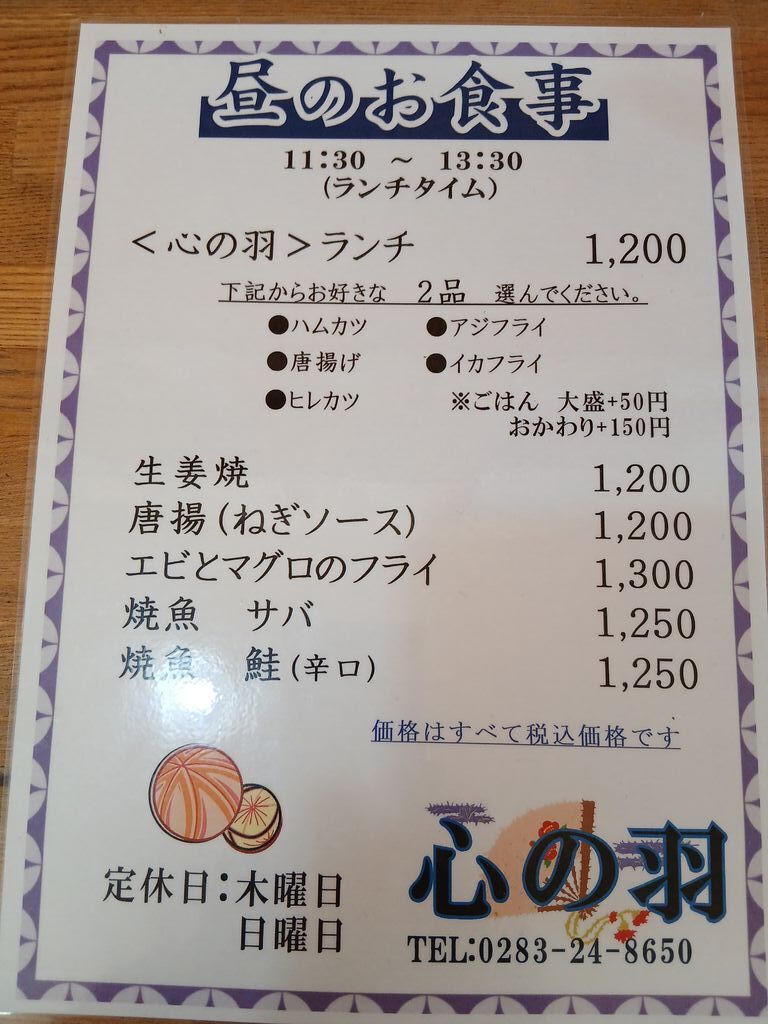 昼のお食事
11:30 ～ 13:30
(ランチタイム)
＜心の羽＞ランチ 1,200
下記からお好きな 2品 選んでください。
●ハムカツ ●アジフライ
●唐揚げ ●イカフライ
●ヒレカツ ※ごはん 大盛+50円
おかわり+150円
生姜焼 1,200
唐揚(ねぎソース) 1,200
エビとマグロのフライ 1,300
焼魚 サバ 1,250
焼魚 鮭(辛口) 1,250
価格はすべて税込価格です
心の羽
定休日:木曜日
日曜日
TEL:0283-24-8650